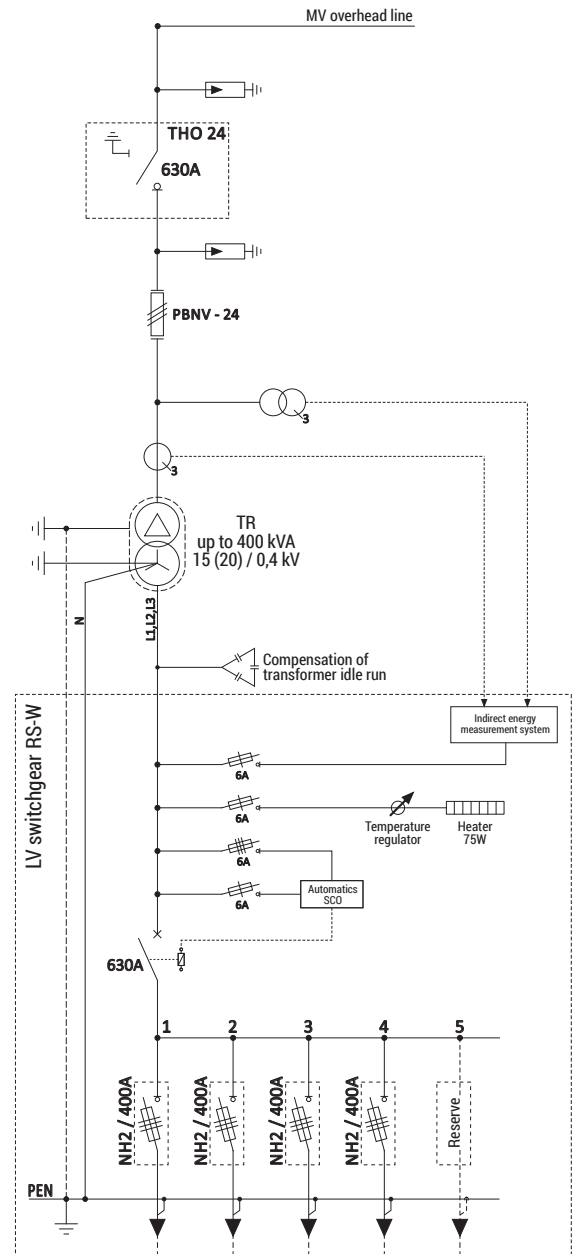 MV overhead line
THO 24
630A
PBNV - 24
3
3
TR
up to 400 kVA
15 (20) / 0,4 kV
N
L1,L2,L3
Compensation of
transformer idle run
LV switchgear RS-W
Indirect energy
measurement system
6A
6A
Temperature
regulator
Heater
75W
6A
Automatics
SCO
6A
630A
1
2
3
4
5
NH2 / 400A
NH2 / 400A
NH2 / 400A
NH2 / 400A
Reserve
PEN